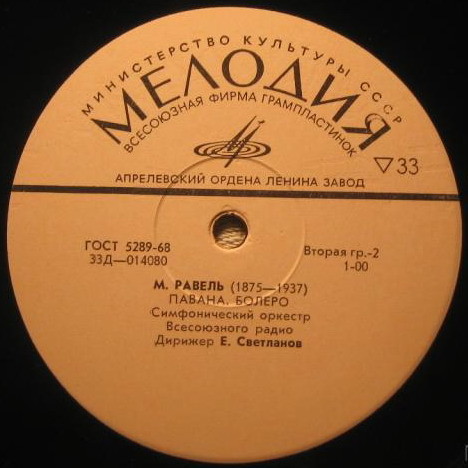 МИНИСТЕРСТВО КУЛЬТУРЫ СССР
МЕЛОДИЯ
ВСЕСОЮЗНАЯ ФИРМА ГРАМПЛАСТИНОК
▽33
АПРЕЛЕВСКИЙ ОРДЕНА ЛЕНИНА ЗАВОД
ГОСТ 5289-68
33Д—014080
Вторая гр.-2
1-00
М. РАВЕЛЬ (1875—1937)
ПАВАНА. БОЛЕРО
Симфонический оркестр
Всесоюзного радио
Дирижер Е. Светланов